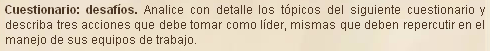 Cuestionario: desafíos. Analice con detalle los tópicos del siguiente cuestionario y
describa tres acciones que debe tomar como líder, mismas que deben repercutir en el
manejo de sus equipos de trabajo.